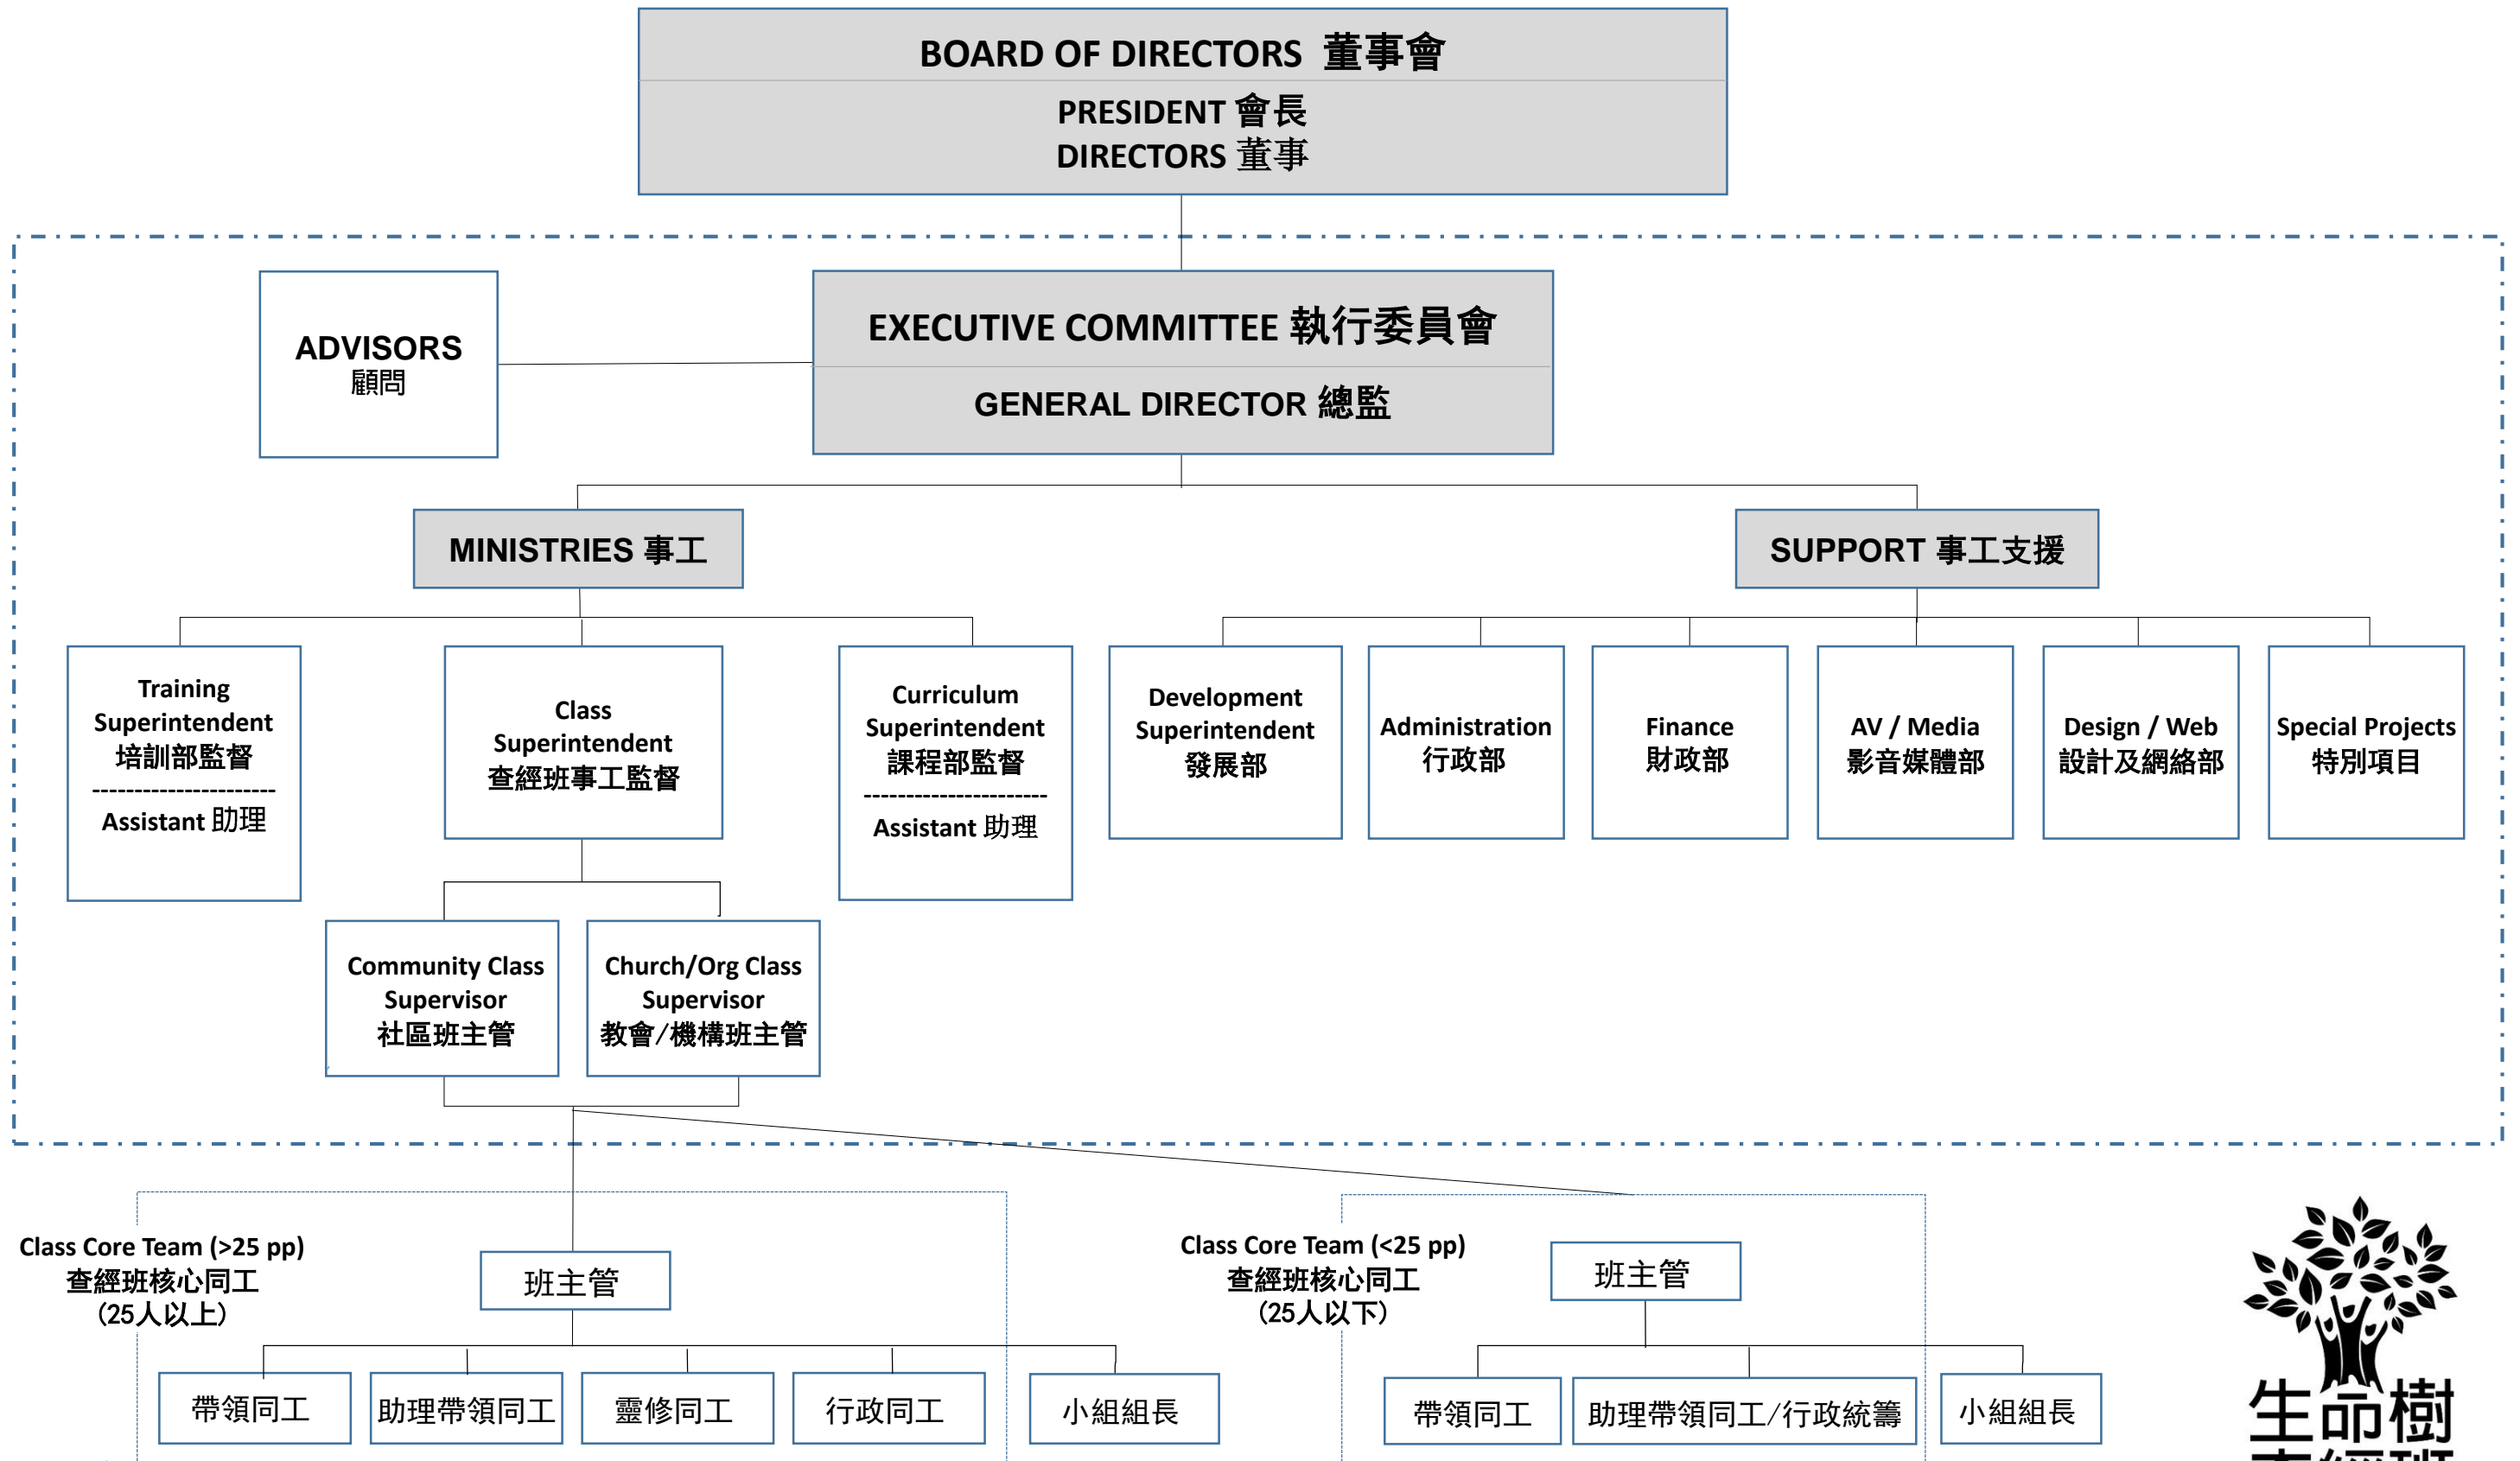 BOARD OF DIRECTORS 董事會
PRESIDENT 會長
DIRECTORS 董事
ADVISORS
顧問
EXECUTIVE COMMITTEE 執行委員會
GENERAL DIRECTOR 總監
MINISTRIES 事工
SUPPORT 事工支援
Training
Superintendent
培訓部監督
----------------------
Assistant 助理
Class
Superintendent
查經班事工監督
Curriculum
Superintendent
課程部監督
----------------------
Assistant 助理
Development
Superintendent
發展部
Administration
行政部
Finance
財政部
AV / Media
影音媒體部
Design / Web
設計及網絡部
Special Projects
特別項目
Community Class
Supervisor
社區班主管
Church/Org Class
Supervisor
教會/機構班主管
Class Core Team (>25 pp)
查經班核心同工
(25人以上)
班主管
帶領同工
助理帶領同工
靈修同工
行政同工
小組組長
Class Core Team (<25 pp)
查經班核心同工
(25人以下)
班主管
帶領同工
助理帶領同工/行政統籌
小組組長
生命樹
查經班